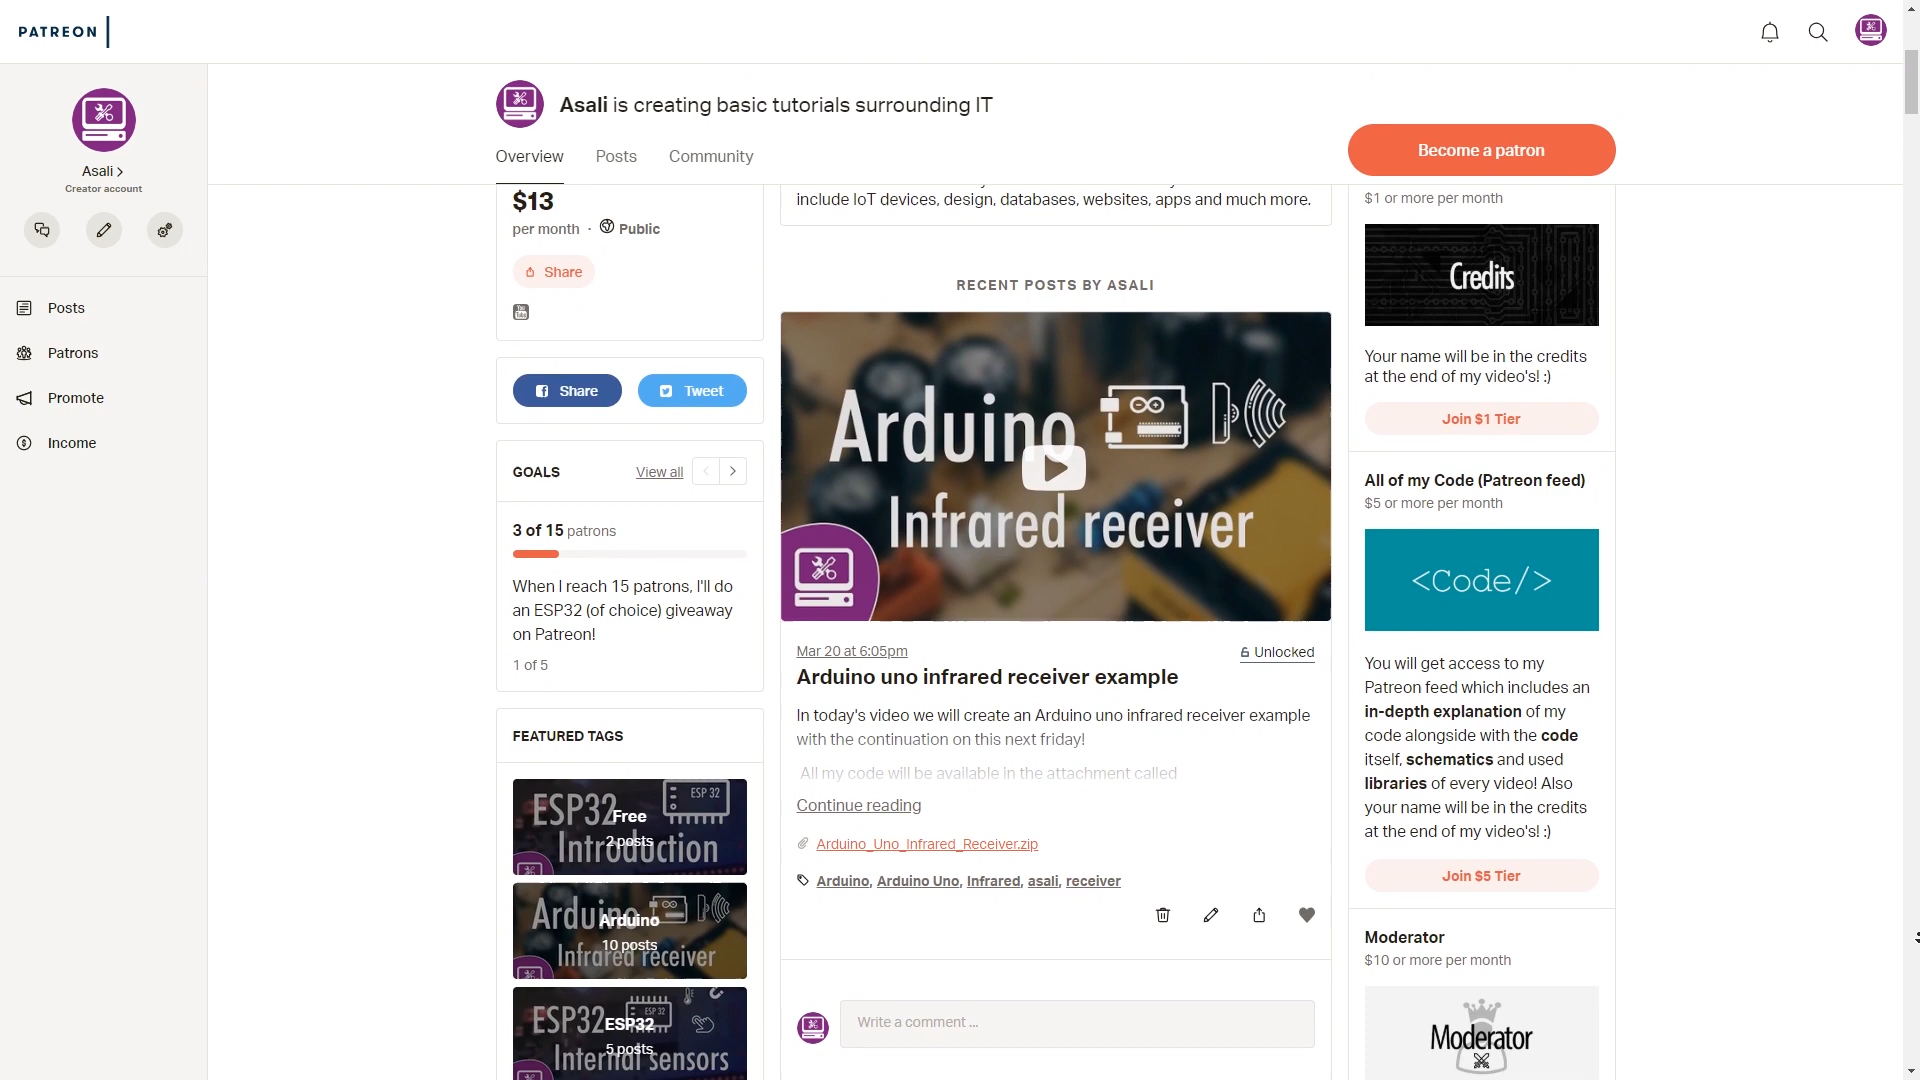 PATREON
Asali
Creator account
Posts
Patrons
Promote
Income
Asali is creating basic tutorials surrounding IT
Overview
Posts
Community
Become a patron
$13
per month · Public
Share
You
Tube
Share
Tweet
GOALS
View all
3 of 15 patrons
When I reach 15 patrons, I'll do
an ESP32 (of choice) giveaway
on Patreon!
1 of 5
FEATURED TAGS
ESP32
ESP 32
Introduction
Free
2 posts
Arduino
Infrared receiver
Arduino
10 posts
ESP32
ESP 32
Internal sensors
ESP32
5 posts
include IoT devices, design, databases, websites, apps and much more.
RECENT POSTS BY ASALI
Arduino
Infrared receiver
Mar 20 at 6:05pm
Unlocked
Arduino uno infrared receiver example
In today's video we will create an Arduino uno infrared receiver example
with the continuation on this next friday!
All my code will be available in the attachment called
Continue reading
Arduino_Uno_Infrared_Receiver.zip
Arduino, Arduino Uno, Infrared, asali, receiver
Write a comment ...
$1 or more per month
Credits
Your name will be in the credits
at the end of my video's! :)
Join $1 Tier
All of my Code (Patreon feed)
$5 or more per month
<Code/>
You will get access to my
Patreon feed which includes an
in-depth explanation of my
code alongside with the code
itself, schematics and used
libraries of every video! Also
your name will be in the credits
at the end of my video's! :)
Join $5 Tier
Moderator
$10 or more per month
Moderator